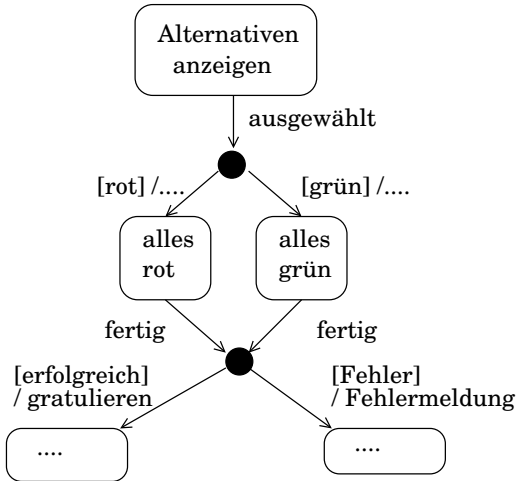 Alternativen
anzeigen
ausgewählt
[rot] /....
[grün] /....
alles
rot
alles
grün
fertig
fertig
[erfolgreich]
/ gratulieren
[Fehler]
/ Fehlermeldung
....
....